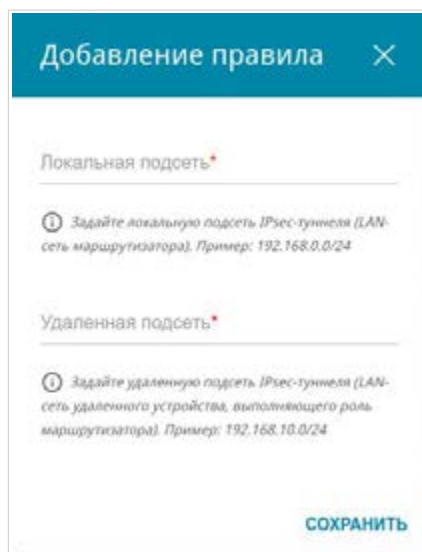 Добавление правила
Локальная подсеть*
Задайте локальную подсеть IPsec-туннеля (LAN-
сеть маршрутизатора). Пример: 192.168.0.0/24
Удаленная подсеть*
Задайте удаленную подсеть IPsec-туннеля (LAN-
сеть удаленного устройства, выполняющего роль
маршрутизатора). Пример: 192.168.10.0/24
СОХРАНИТЬ